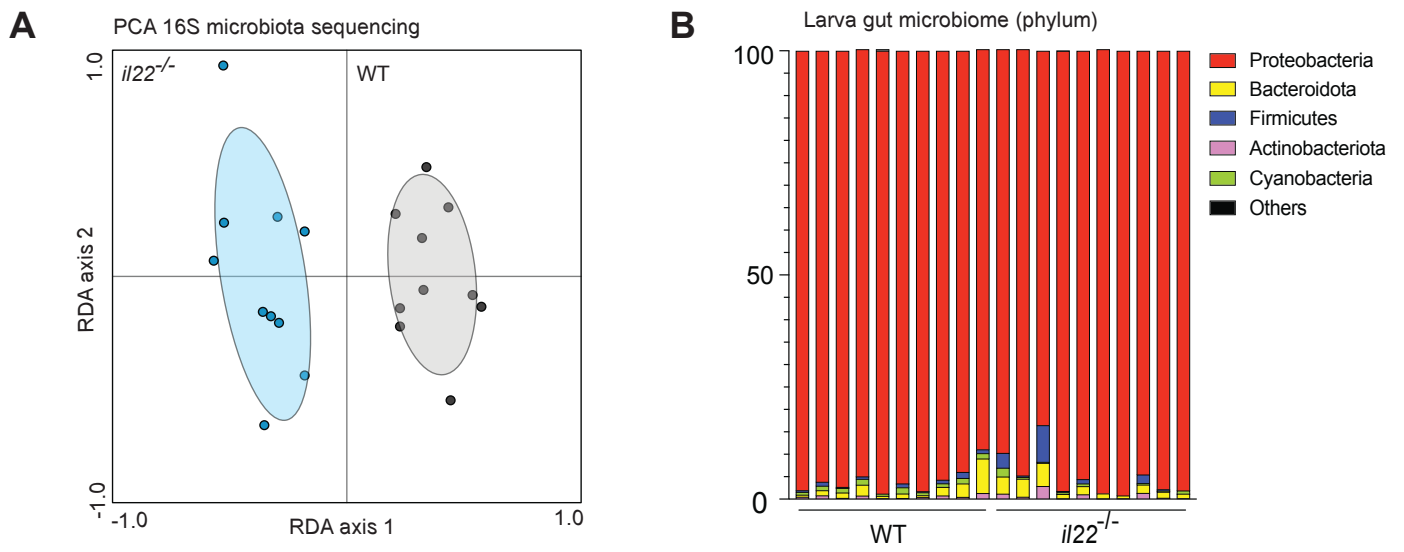 A
PCA 16S microbiota sequencing
1.0
il22-/-
WT
RDA axis 2
-1.0
-1.0
RDA axis 1
1.0
B
Larva gut microbiome (phylum)
100
50
0
WT
il22-/-
Proteobacteria
Bacteroidota
Firmicutes
Actinobacteriota
Cyanobacteria
Others